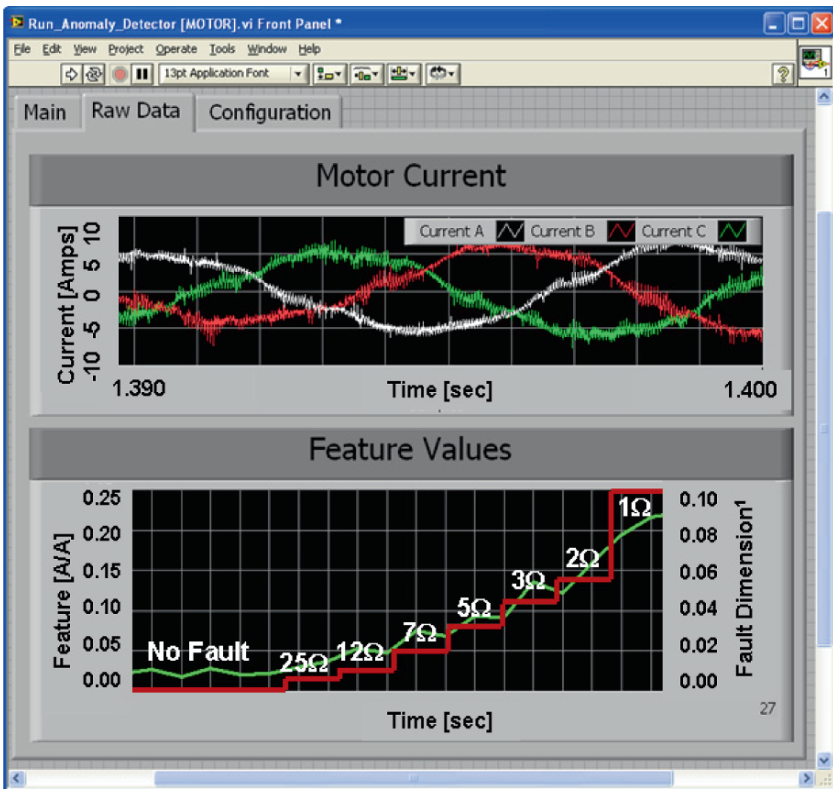 Run_Anomaly_Detector [MOTOR].vi Front Panel *
File Edit View Project Operate Tools Window Help
13pt Application Font
1
Main Raw Data Configuration
Motor Current
Current A Current B Current C
Current [Amps]
10
5
0
-5
-10
1.390 Time [sec] 1.400
Feature Values
Feature [A/A]
0.25
0.20
0.15
0.10
0.05
0.00
No Fault
25Ω
12Ω
7Ω
5Ω
3Ω
2Ω
1Ω
0.10
0.08
0.06
0.04
0.02
0.00
Fault Dimension¹
Time [sec]
27